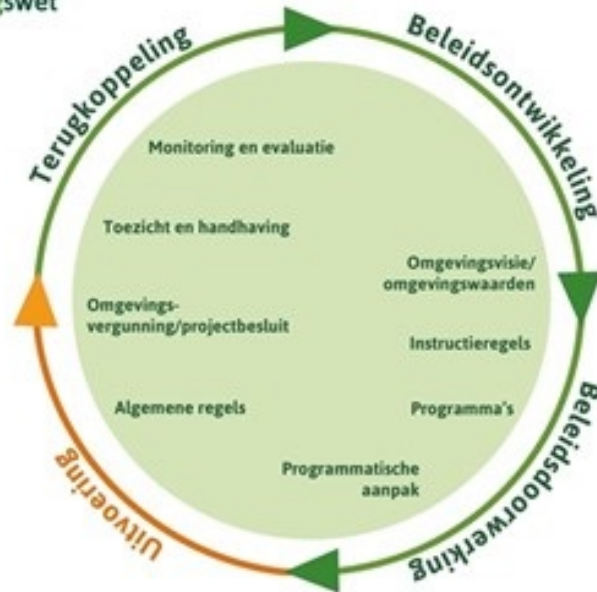 Terugkoppeling
Beleidsontwikkeling
Monitoring en evaluatie
Toezicht en handhaving
Omgevingsvisie/
omgevingswaarden
Omgevings-
vergunning/projectbesluit
Instructieregels
Algemene regels
Programma's
Programmatische
aanpak
Uitvoering
Beleidsdoorwerking